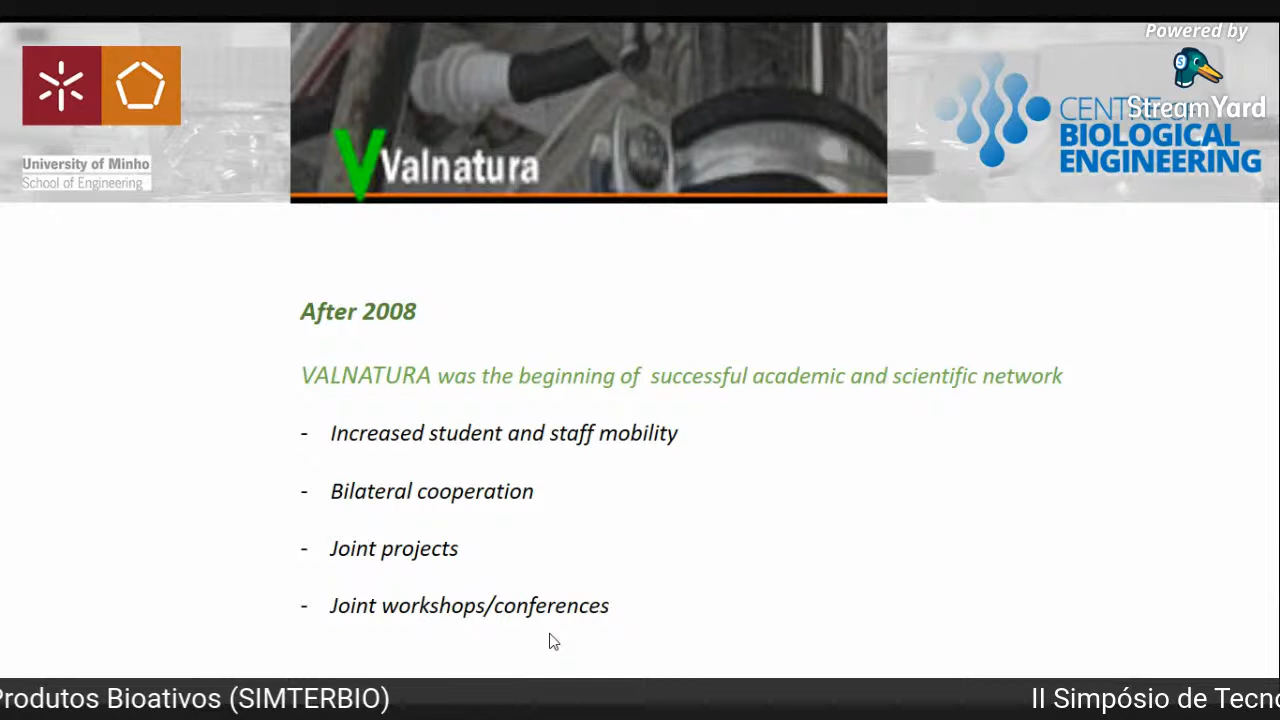 Powered by
StreamYard
University of Minho
School of Engineering
Valnatura
CENTRE
BIOLOGICAL
ENGINEERING
After 2008
VALNATURA was the beginning of successful academic and scientific network
- Increased student and staff mobility
- Bilateral cooperation
- Joint projects
- Joint workshops/conferences
Produtos Bioativos (SIMTERBIO)
II Simpósio de Tecno